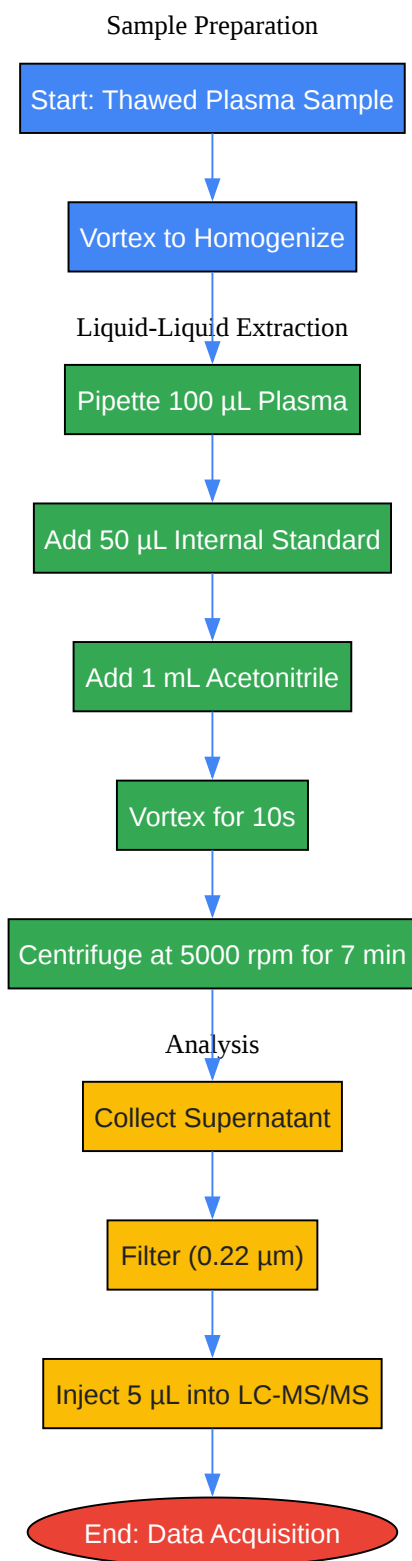 Sample Preparation
Start: Thawed Plasma Sample
Vortex to Homogenize
Liquid-Liquid Extraction
Pipette 100 µL Plasma
Add 50 µL Internal Standard
Add 1 mL Acetonitrile
Vortex for 10s
Centrifuge at 5000 rpm for 7 min
Analysis
Collect Supernatant
Filter (0.22 µm)
Inject 5 µL into LC-MS/MS
End: Data Acquisition